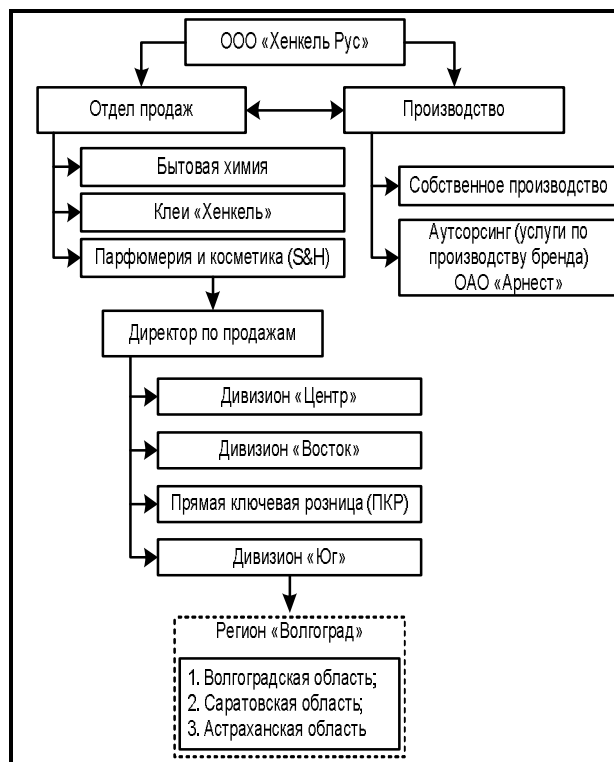 ООО «Хенкель Рус»
Отдел продаж
Производство
Бытовая химия
Клеи «Хенкель»
Парфюмерия и косметика (S&H)
Собственное производство
Аутсорсинг (услуги по
производству бренда)
ОАО «Арнест»
Директор по продажам
Дивизион «Центр»
Дивизион «Восток»
Прямая ключевая розница (ПКР)
Дивизион «Юг»
Регион «Волгоград»
1. Волгоградская область;
2. Саратовская область;
3. Астраханская область